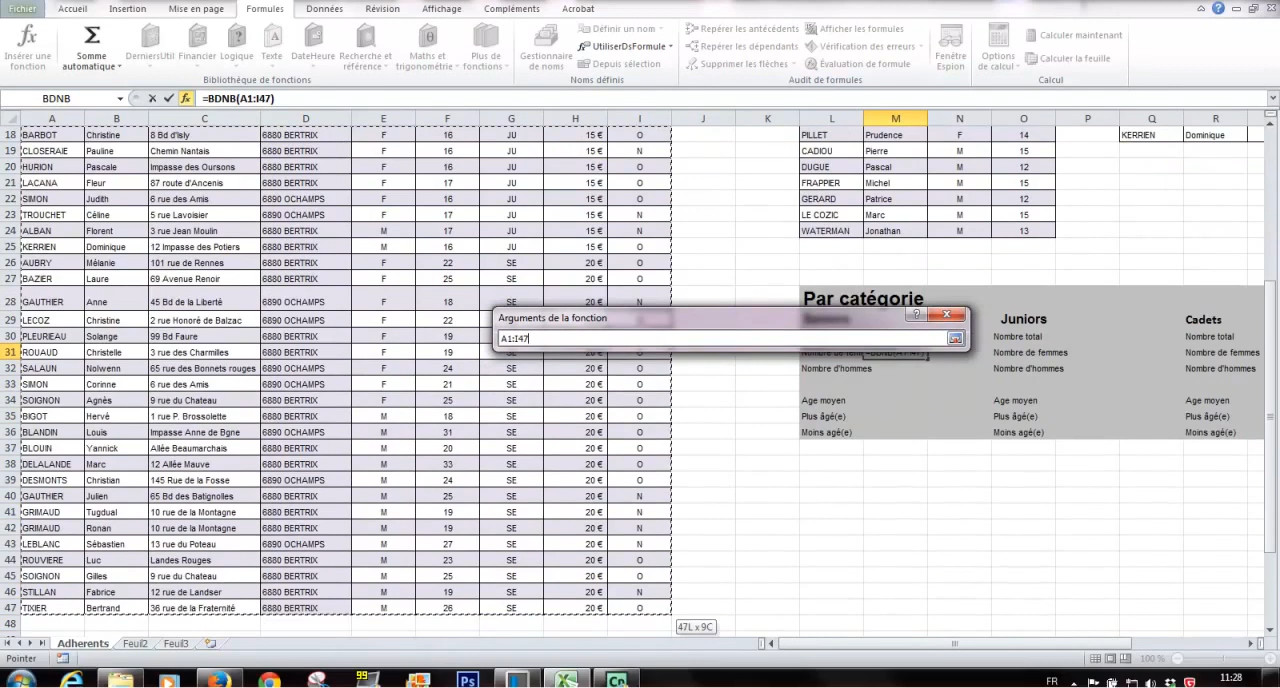 Fichier Accueil Insertion Mise en page Formules Données Révision Affichage Compléments Acrobat
fx Σ θ
Insérer une fonction Somme automatique DerniersUtil Financier Logique Texte DateHeure Recherche et référence Maths et trigonométrie Plus de fonctions
Bibliothèque de fonctions
Gestionnaire de noms Définir un nom
UtiliserDsFormule
Depuis sélection
Noms définis
Repérer les antécédents Afficher les formules
Repérer les dépendants Vérification des erreurs
Supprimer les flèches Évaluation de formule
Fenêtre Espion
Audit de formules
Options de calcul Calculer maintenant
Calculer la feuille
Calcul
BDNB fx =BDNB(A1:I47)
A B C D E F G H I J K L M N O P Q R
18 BARBOT Christine 8 Bd d'Isly 6880 BERTRIX F 16 JU 15 € O PILLET Prudence F 14 KERRIEN Dominique
19 CLOSERAIE Pauline Chemin Nantais 6880 BERTRIX F 16 JU 15 € N CADIOU Pierre M 15
20 HURION Pascale Impasse des Oursons 6880 BERTRIX F 16 JU 15 € O DUGUE Pascal M 12
21 LACANA Fleur 87 route d'Ancenis 6880 BERTRIX F 17 JU 15 € O FRAPPIER Michel M 15
22 SIMON Judith 6 rue des Amis 6890 OCHAMPS F 16 JU 15 € O GERARD Patrice M 12
23 TROUCHET Céline 5 rue Lavoisier 6890 OCHAMPS F 17 JU 15 € N LE COZIC Marc M 15
24 ALBAN Florent 3 rue Jean Moulin 6880 BERTRIX M 17 JU 15 € N WATERMAN Jonathan M 13
25 KERRIEN Dominique 12 Impasse des Potiers 6880 BERTRIX M 16 JU 15 € O
26 AUBRY Mélanie 101 rue de Rennes 6880 BERTRIX F 22 SE 20 € O
27 BAZIER Laure 69 Avenue Renoir 6880 BERTRIX F 25 SE 20 € O
28 GAUTHIER Anne 45 Bd de la Liberté 6890 OCHAMPS F 18 SE 20 € N Par catégorie
29 LECOZ Christine 2 rue Honoré de Balzac 6890 OCHAMPS F 22 Juniors Cadets
30 PLEURIEAU Solange 99 Bd Faure 6880 BERTRIX F 19 Nombre total Nombre total
31 ROUAUD Christelle 3 rue des Charmilles 6880 BERTRIX F 19 =BDNB(A1:I47) Nombre de femmes Nombre de femmes
32 SALAUN Nolwenn 65 rue des Bonnets rouges 6880 BERTRIX F 24 SE 20 € O Nombre d'hommes Nombre d'hommes Nombre d'hommes
33 SIMON Corinne 6 rue des Amis 6880 BERTRIX F 21 SE 20 € O
34 SOIGNON Agnès 9 rue du Chateau 6880 BERTRIX F 25 SE 20 € O Age moyen Age moyen Age moyen
35 BIGOT Hervé 1 rue P. Brossolette 6880 BERTRIX M 18 SE 20 € O Plus âgé(e) Plus âgé(e) Plus âgé(e)
36 BLANDIN Louis Impasse Anne de Bgne 6890 OCHAMPS M 31 SE 20 € O Moins agé(e) Moins agé(e) Moins agé(e)
37 BLOUIN Yannick Allée Beaumarchais 6880 BERTRIX M 20 SE 20 € O
38 DELALANDE Marc 12 Allée Mauve 6880 BERTRIX M 33 SE 20 € O
39 DESMONTS Christian 145 Rue de la Fosse 6890 OCHAMPS M 24 SE 20 € O
40 GAUTHIER Julien 65 Bd des Batignolles 6880 BERTRIX M 25 SE 20 € N
41 GRIMAUD Tugdual 10 rue de la Montagne 6880 BERTRIX M 19 SE 20 € N
42 GRIMAUD Ronan 10 rue de la Montagne 6880 BERTRIX M 19 SE 20 € N
43 LEBLANC Sébastien 13 rue du Poteau 6890 OCHAMPS M 27 SE 20 € N
44 ROUVIERE Luc Landes Rouges 6880 BERTRIX M 23 SE 20 € O
45 SOIGNON Gilles 9 rue du Chateau 6880 BERTRIX M 25 SE 20 € O
46 STILLAN Fabrice 12 rue de Landser 6880 BERTRIX M 19 SE 20 € N
47 TIXIER Bertrand 36 rue de la Fraternité 6880 BERTRIX M 26 SE 20 € O
48
Arguments de la fonction
A1:I47
47L x 9C
Adherents Feuil2 Feuil3
Pointer 100 %
99 Ps FR 11:28